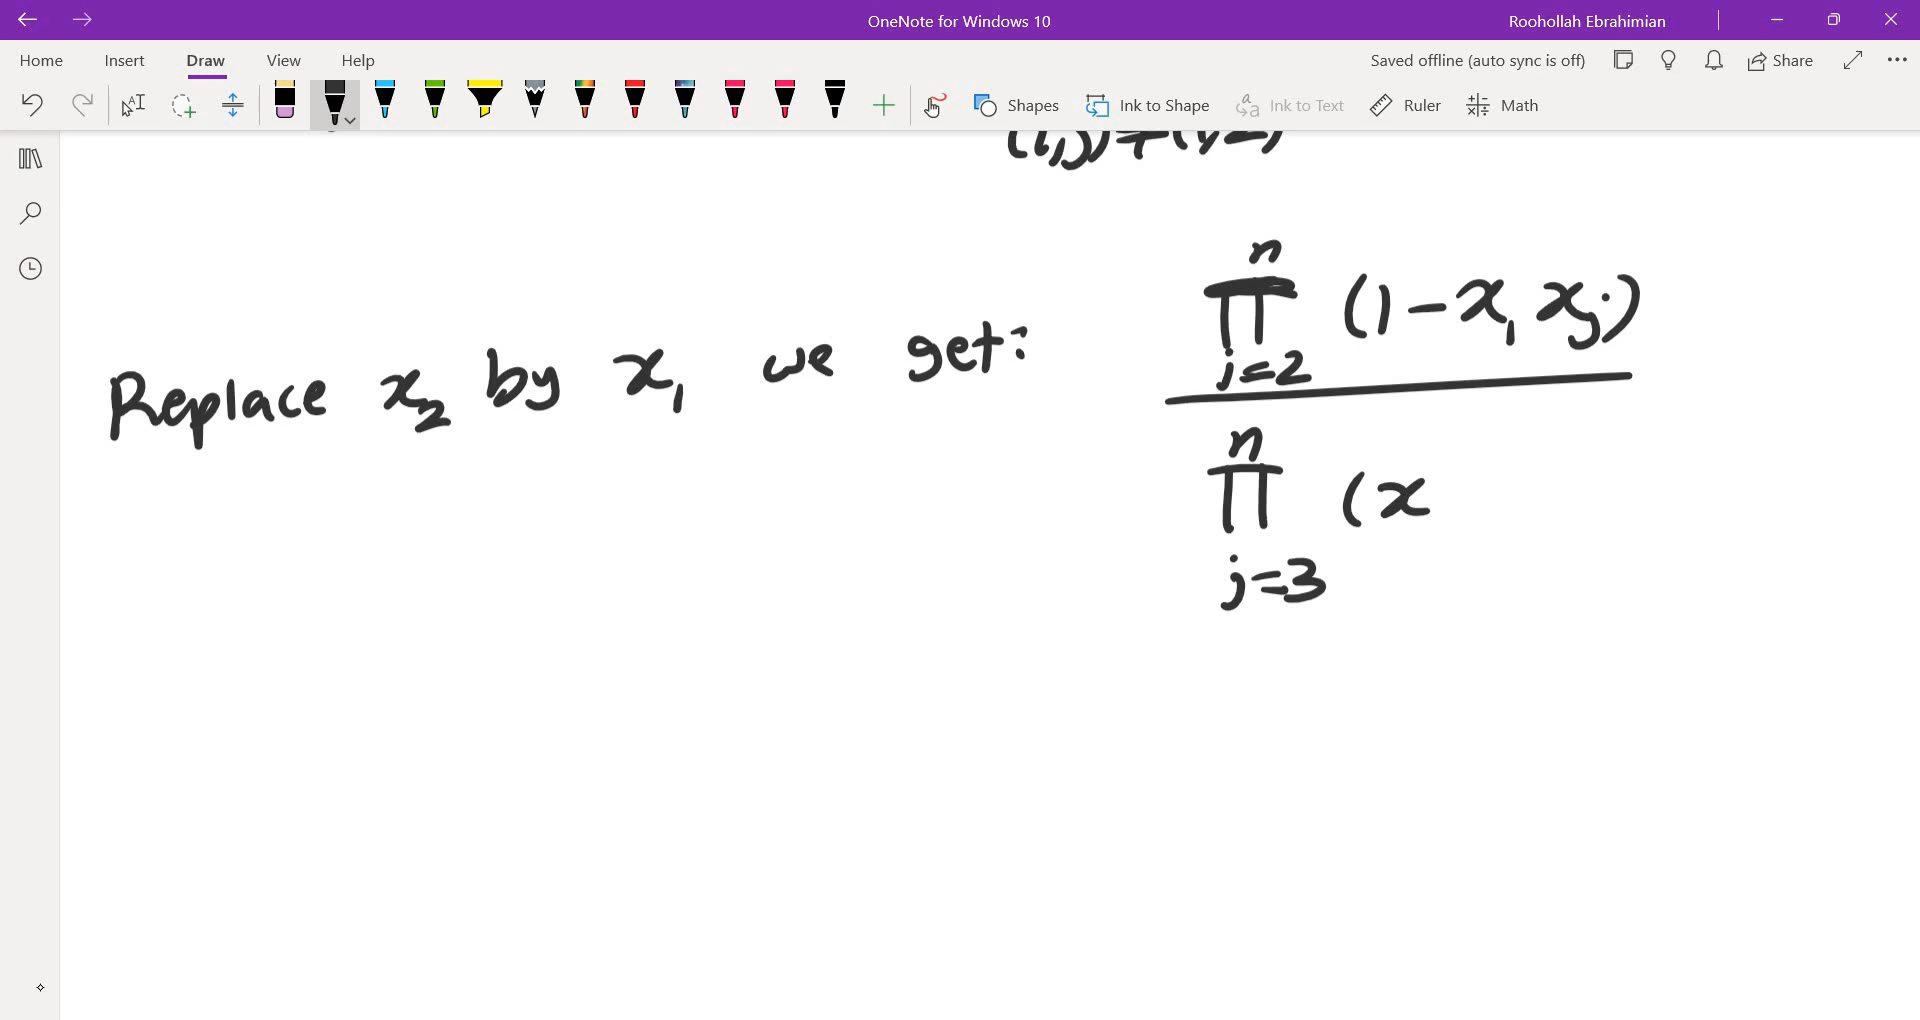 OneNote for Windows 10
Roohollah Ebrahimian
Home Insert Draw View Help
Saved offline (auto sync is off) Share
Shapes Ink to Shape Ink to Text Ruler Math
n
∏ (1 - x₁ xⱼ)
j=2
Replace x₂ by x₁ we get:
n
∏ (x
j=3